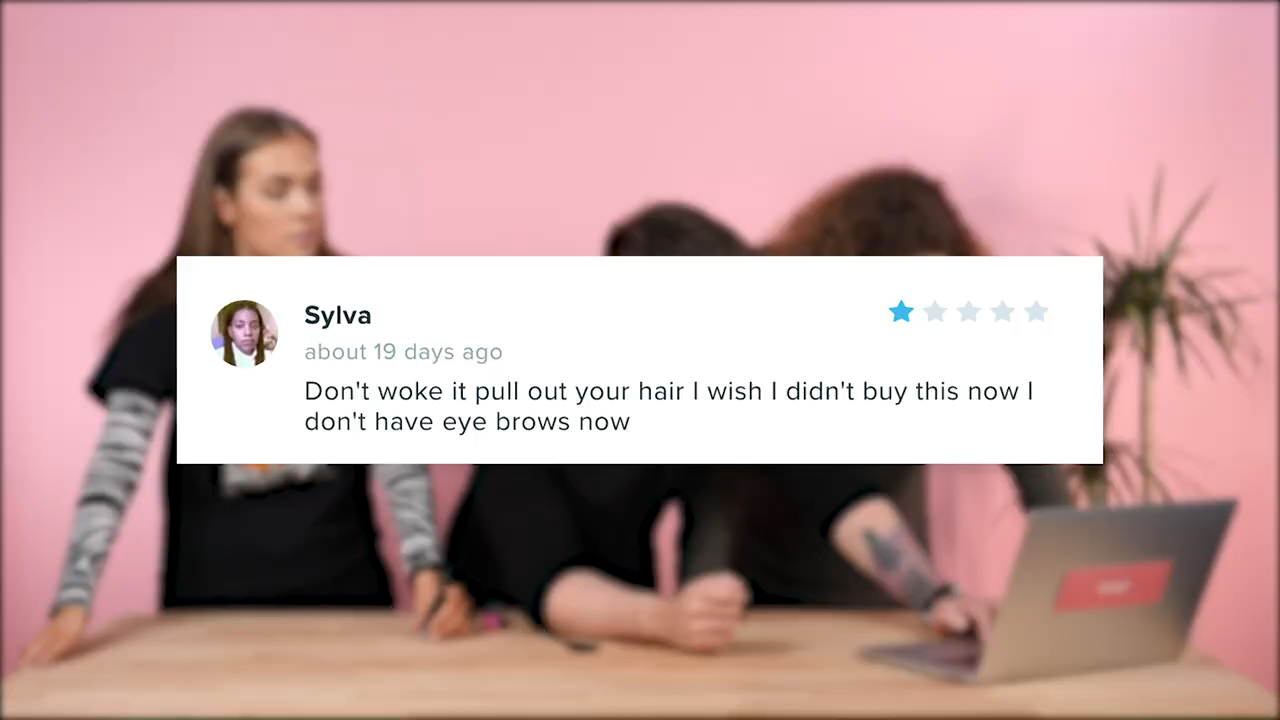 Sylva
about 19 days ago
Don't woke it pull out your hair I wish I didn't buy this now I
don't have eye brows now